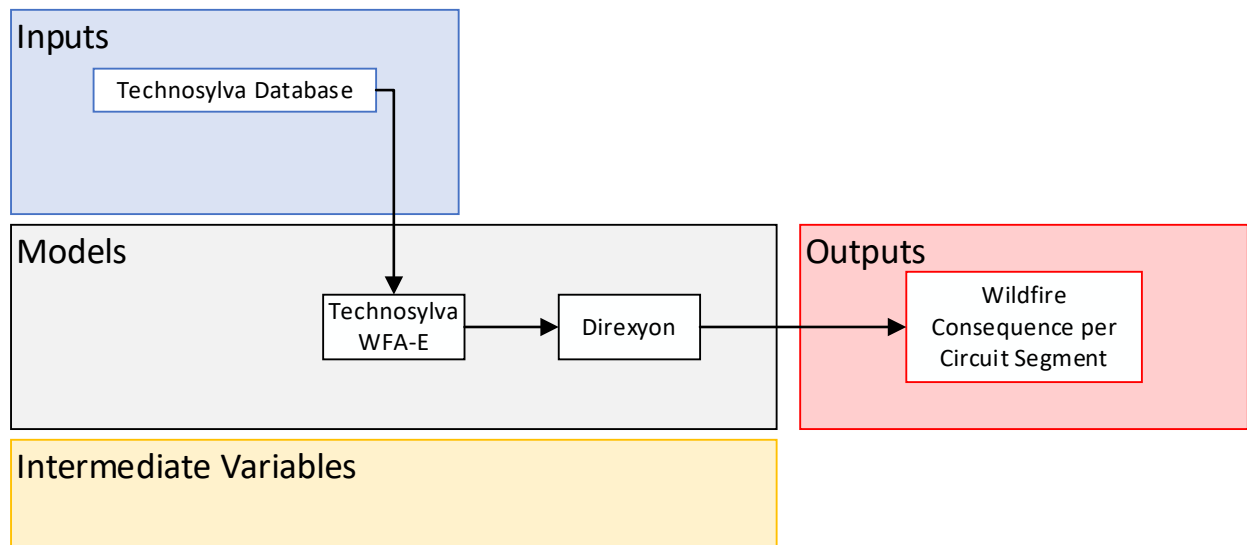 Inputs
Technosylva Database
Models
Technosylva
WFA-E
Direxyon
Outputs
Wildfire
Consequence per
Circuit Segment
Intermediate Variables